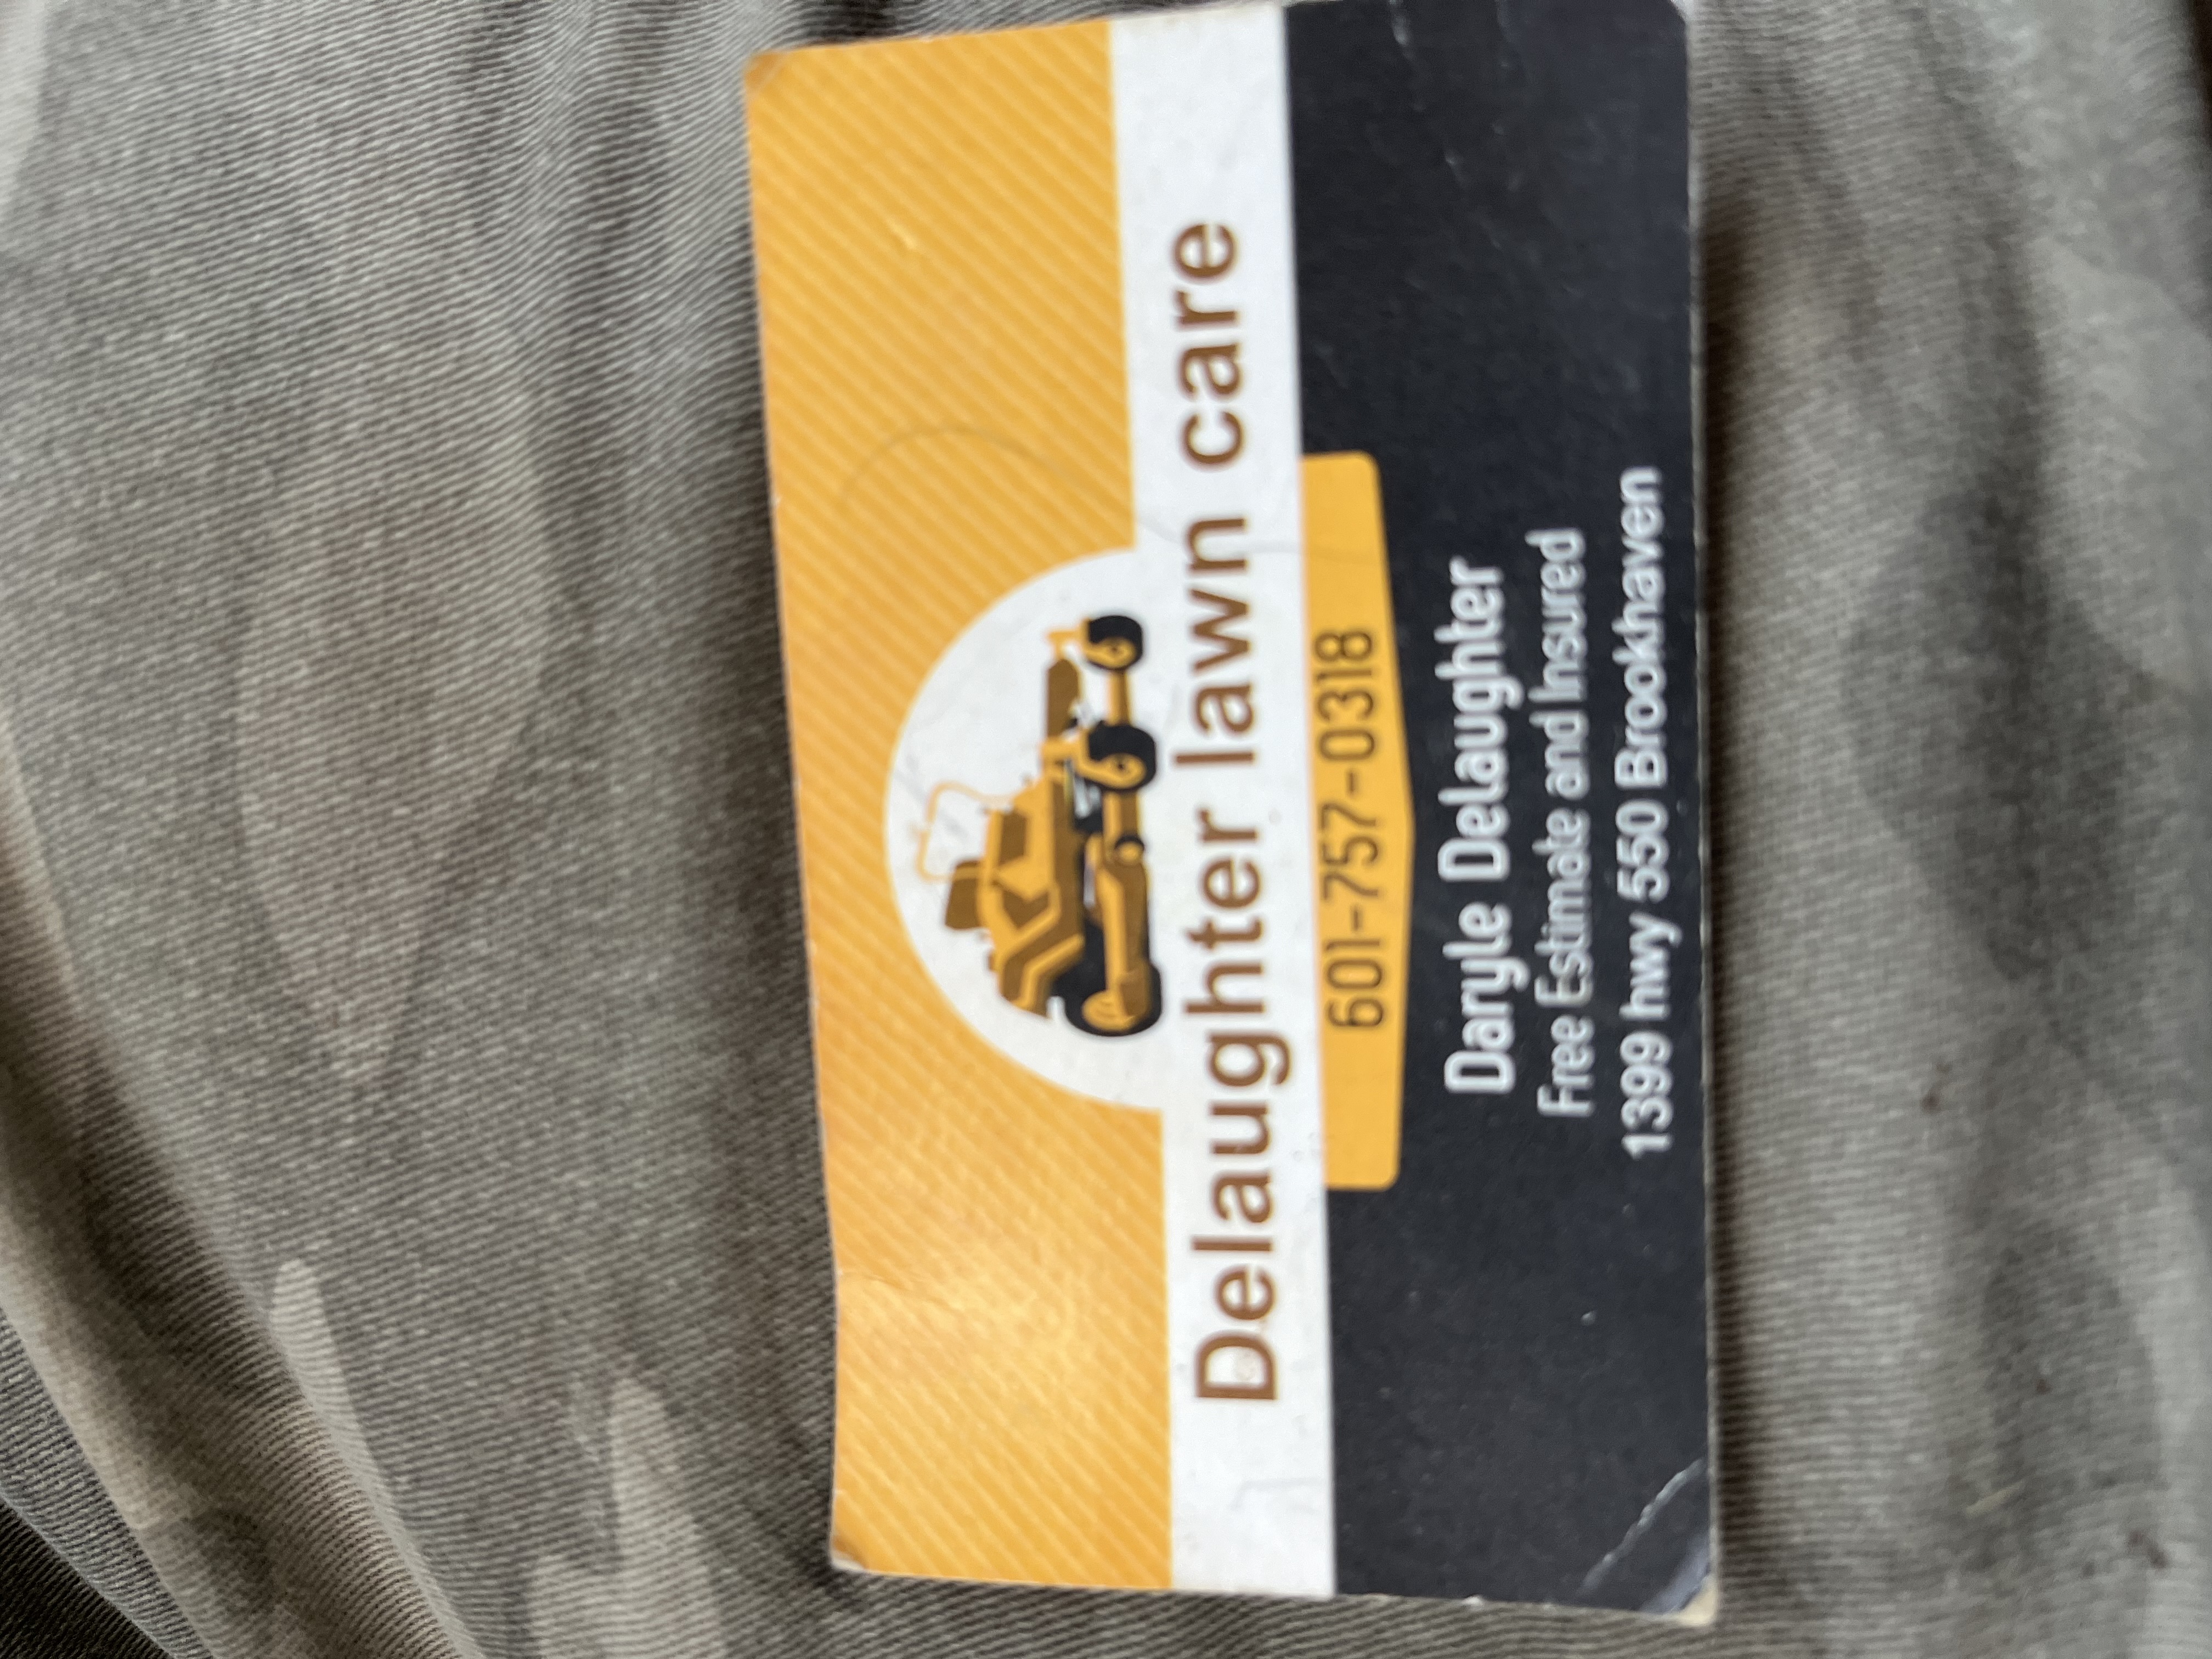 Delaughter lawn care
601-757-0318
Daryle Delaughter
Free Estimate and Insured
1399 hwy 550 Brookhaven